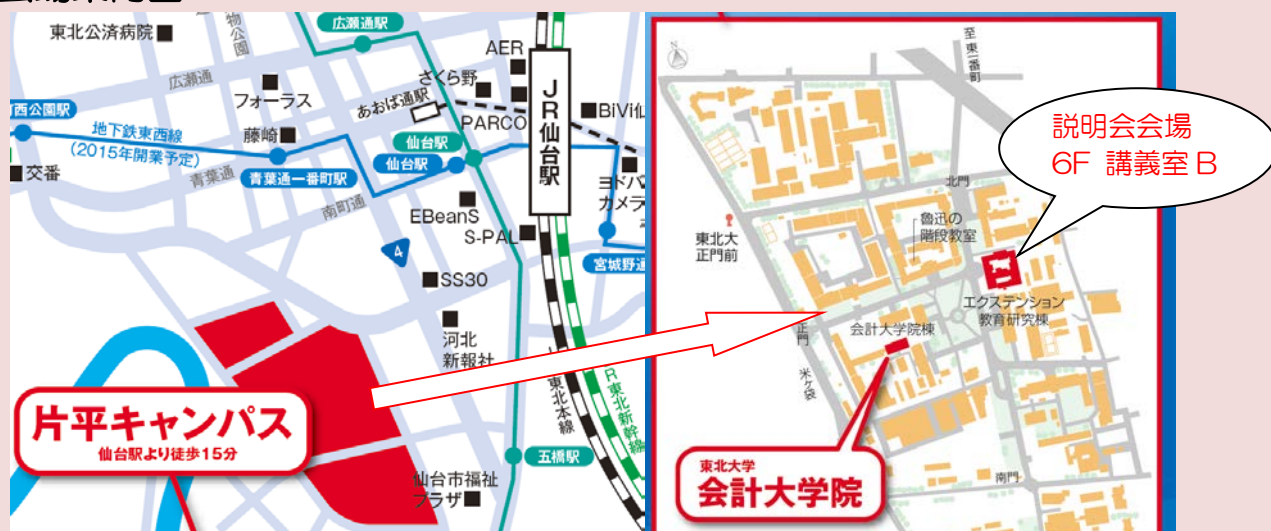 東北公済病院
物公園
広瀬通駅
AER
さくら野
広瀬通
フォーラス
あおば通駅
PARCO
JR仙台駅
BiVi仙
西公園駅
地下鉄東西線
(2015年開業予定)
藤崎
仙台駅
仙台駅
交番
青葉通
青葉通一番町駅
ヨドバ
カメラ
南町通
EBeanS
S-PAL
4
宮城野通
SS30
河北
新報社
東北本線
R東北新幹線
片平キャンパス
仙台駅より徒歩15分
五橋駅
仙台市福祉
プラザ
N
至東二番町
説明会会場
6F 講義室B
北門
東北大
正門前
魯迅の
階段教室
エクステンション
教育研究棟
正門
会計大学院棟
米ヶ袋
南門
東北大学
会計大学院